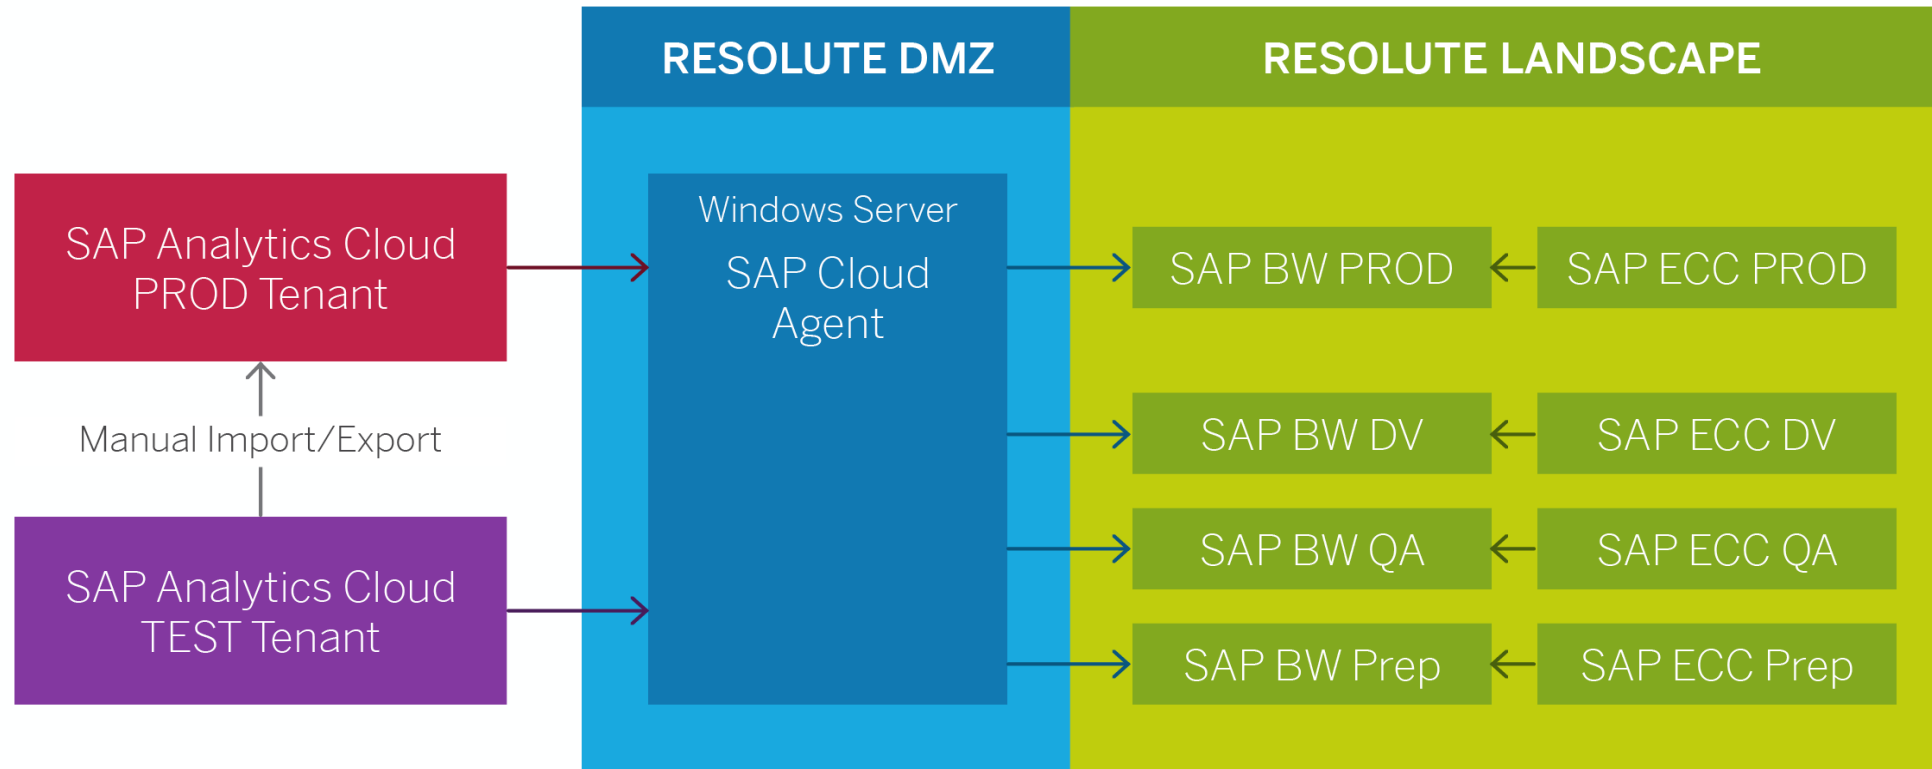 RESOLUTE DMZ
RESOLUTE LANDSCAPE
SAP Analytics Cloud
PROD Tenant
Manual Import/Export
SAP Analytics Cloud
TEST Tenant
Windows Server
SAP Cloud
Agent
SAP BW PROD
SAP ECC PROD
SAP BW DV
SAP ECC DV
SAP BW QA
SAP ECC QA
SAP BW Prep
SAP ECC Prep